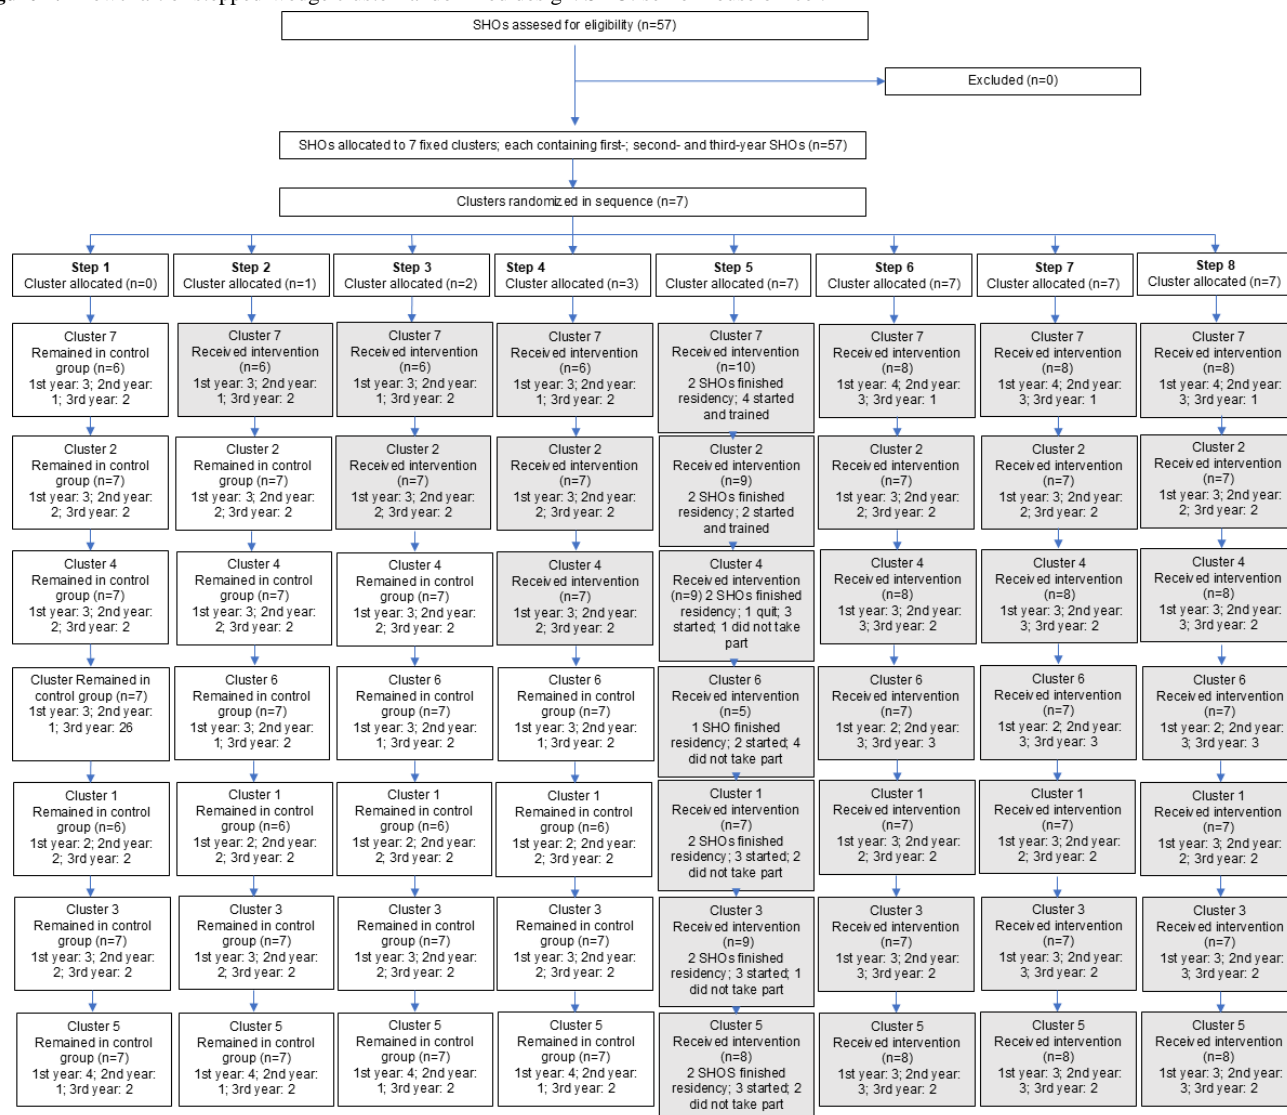 SHOs assesed for eligibility (n=57)
Excluded (n=0)
SHOs allocated to 7 fixed clusters; each containing first-; second- and third-year SHOs (n=57)
Clusters randomized in sequence (n=7)
Step 1
Cluster allocated (n=0)
Step 2
Cluster allocated (n=1)
Step 3
Cluster allocated (n=2)
Step 4
Cluster allocated (n=3)
Step 5
Cluster allocated (n=7)
Step 6
Cluster allocated (n=7)
Step 7
Cluster allocated (n=7)
Step 8
Cluster allocated (n=7)
Cluster 7
Remained in control
group (n=6)
1st year: 3; 2nd year:
1; 3rd year: 2
Cluster 7
Received intervention
(n=6)
1st year: 3; 2nd year:
1; 3rd year: 2
Cluster 7
Received intervention
(n=6)
1st year: 3; 2nd year:
1; 3rd year: 2
Cluster 7
Received intervention
(n=6)
1st year: 3; 2nd year:
1; 3rd year: 2
Cluster 7
Received intervention
(n=10)
2 SHOs finished
residency; 4 started
and trained
Cluster 7
Received intervention
(n=8)
1st year: 4; 2nd year:
3; 3rd year: 1
Cluster 7
Received intervention
(n=8)
1st year: 4; 2nd year:
3; 3rd year: 1
Cluster 7
Received intervention
(n=8)
1st year: 4; 2nd year:
3; 3rd year: 1
Cluster 2
Remained in control
group (n=7)
1st year: 3; 2nd year:
2; 3rd year: 2
Cluster 2
Remained in control
group (n=7)
1st year: 3; 2nd year:
2; 3rd year: 2
Cluster 2
Received intervention
(n=7)
1st year: 3; 2nd year:
2; 3rd year: 2
Cluster 2
Received intervention
(n=7)
1st year: 3; 2nd year:
2; 3rd year: 2
Cluster 2
Received intervention
(n=9)
2 SHOs finished
residency; 2 started
and trained
Cluster 2
Received intervention
(n=7)
1st year: 3; 2nd year:
2; 3rd year: 2
Cluster 2
Received intervention
(n=7)
1st year: 3; 2nd year:
2; 3rd year: 2
Cluster 2
Received intervention
(n=7)
1st year: 3; 2nd year:
2; 3rd year: 2
Cluster 4
Remained in control
group (n=7)
1st year: 3; 2nd year:
2; 3rd year: 2
Cluster 4
Remained in control
group (n=7)
1st year: 3; 2nd year:
2; 3rd year: 2
Cluster 4
Remained in control
group (n=7)
1st year: 3; 2nd year:
2; 3rd year: 2
Cluster 4
Received intervention
(n=7)
1st year: 3; 2nd year:
2; 3rd year: 2
Cluster 4
Received intervention
(n=9) 2 SHOs finished
residency; 1 quit; 3
started; 1 did not take
part
Cluster 4
Received intervention
(n=8)
1st year: 3; 2nd year:
3; 3rd year: 2
Cluster 4
Received intervention
(n=8)
1st year: 3; 2nd year:
3; 3rd year: 2
Cluster 4
Received intervention
(n=8)
1st year: 3; 2nd year:
3; 3rd year: 2
Cluster Remained in
control group (n=7)
1st year: 3; 2nd year:
1; 3rd year: 26
Cluster 6
Remained in control
group (n=7)
1st year: 3; 2nd year:
1; 3rd year: 2
Cluster 6
Remained in control
group (n=7)
1st year: 3; 2nd year:
1; 3rd year: 2
Cluster 6
Remained in control
group (n=7)
1st year: 3; 2nd year:
1; 3rd year: 2
Cluster 6
Received intervention
(n=5)
1 SHO finished
residency; 2 started; 4
did not take part
Cluster 6
Received intervention
(n=7)
1st year: 2; 2nd year:
3; 3rd year: 3
Cluster 6
Received intervention
(n=7)
1st year: 2; 2nd year:
3; 3rd year: 3
Cluster 6
Received intervention
(n=7)
1st year: 2; 2nd year:
3; 3rd year: 3
Cluster 1
Remained in control
group (n=6)
1st year: 2; 2nd year:
2; 3rd year: 2
Cluster 1
Remained in control
group (n=6)
1st year: 2; 2nd year:
2; 3rd year: 2
Cluster 1
Remained in control
group (n=6)
1st year: 2; 2nd year:
2; 3rd year: 2
Cluster 1
Remained in control
group (n=6)
1st year: 2; 2nd year:
2; 3rd year: 2
Cluster 1
Received intervention
(n=7)
2 SHOs finished
residency; 3 started; 2
did not take part
Cluster 1
Received intervention
(n=7)
1st year: 3; 2nd year:
2; 3rd year: 2
Cluster 1
Received intervention
(n=7)
1st year: 3; 2nd year:
2; 3rd year: 2
Cluster 1
Received intervention
(n=7)
1st year: 3; 2nd year:
2; 3rd year: 2
Cluster 3
Remained in control
group (n=7)
1st year: 3; 2nd year:
2; 3rd year: 2
Cluster 3
Remained in control
group (n=7)
1st year: 3; 2nd year:
2; 3rd year: 2
Cluster 3
Remained in control
group (n=7)
1st year: 3; 2nd year:
2; 3rd year: 2
Cluster 3
Remained in control
group (n=7)
1st year: 3; 2nd year:
2; 3rd year: 2
Cluster 3
Received intervention
(n=9)
2 SHOs finished
residency; 3 started; 1
did not take part
Cluster 3
Received intervention
(n=7)
1st year: 3; 2nd year:
3; 3rd year: 2
Cluster 3
Received intervention
(n=7)
1st year: 3; 2nd year:
3; 3rd year: 2
Cluster 3
Received intervention
(n=7)
1st year: 3; 2nd year:
3; 3rd year: 2
Cluster 5
Remained in control
group (n=7)
1st year: 4; 2nd year:
1; 3rd year: 2
Cluster 5
Remained in control
group (n=7)
1st year: 4; 2nd year:
1; 3rd year: 2
Cluster 5
Remained in control
group (n=7)
1st year: 4; 2nd year:
1; 3rd year: 2
Cluster 5
Remained in control
group (n=7)
1st year: 4; 2nd year:
1; 3rd year: 2
Cluster 5
Received intervention
(n=8)
2 SHOS finished
residency; 3 started; 2
did not take part
Cluster 5
Received intervention
(n=8)
1st year: 3; 2nd year:
3; 3rd year: 2
Cluster 5
Received intervention
(n=8)
1st year: 3; 2nd year:
3; 3rd year: 2
Cluster 5
Received intervention
(n=8)
1st year: 3; 2nd year:
3; 3rd year: 2